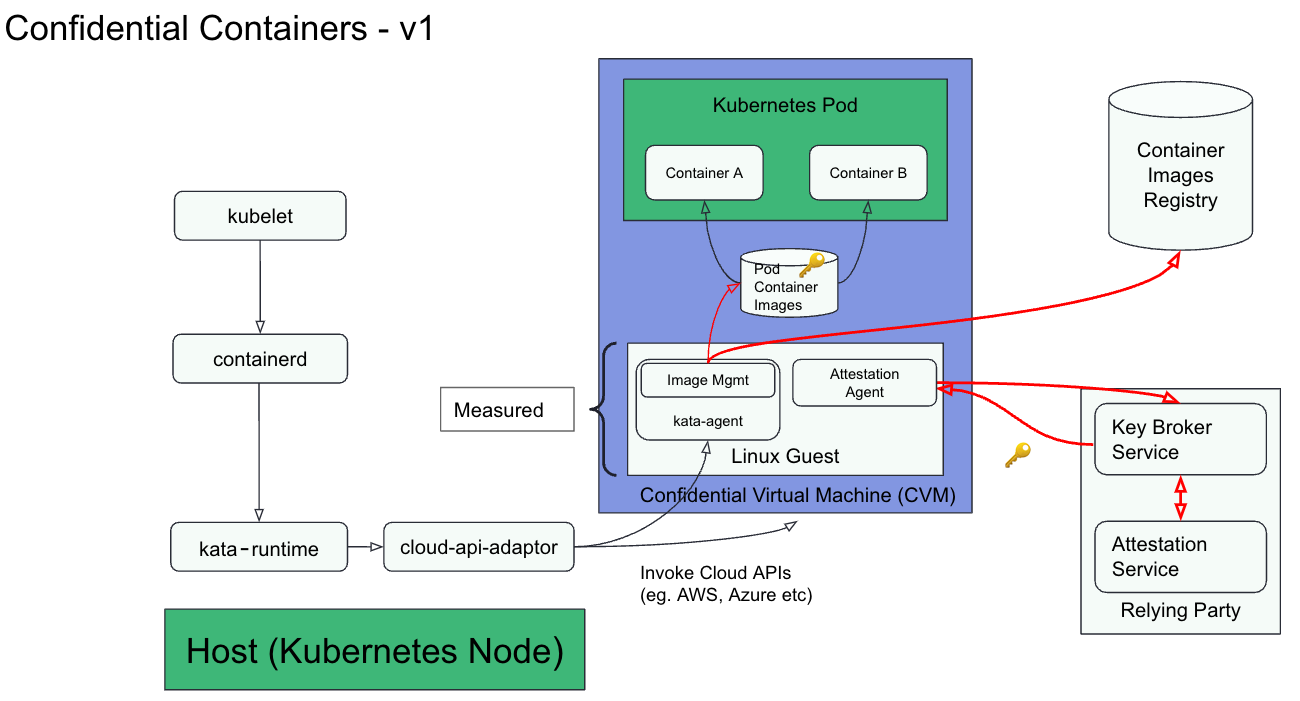 Confidential Containers - v1
Kubernetes Pod
Container A
Container B
Container
Images
Registry
kubelet
Pod
Container
Images
containerd
Measured
Image Mgmt
kata-agent
Attestation
Agent
Linux Guest
Confidential Virtual Machine (CVM)
Key Broker
Service
Attestation
Service
Relying Party
kata-runtime
cloud-api-adaptor
Invoke Cloud APIs
(eg. AWS, Azure etc)
Host (Kubernetes Node)